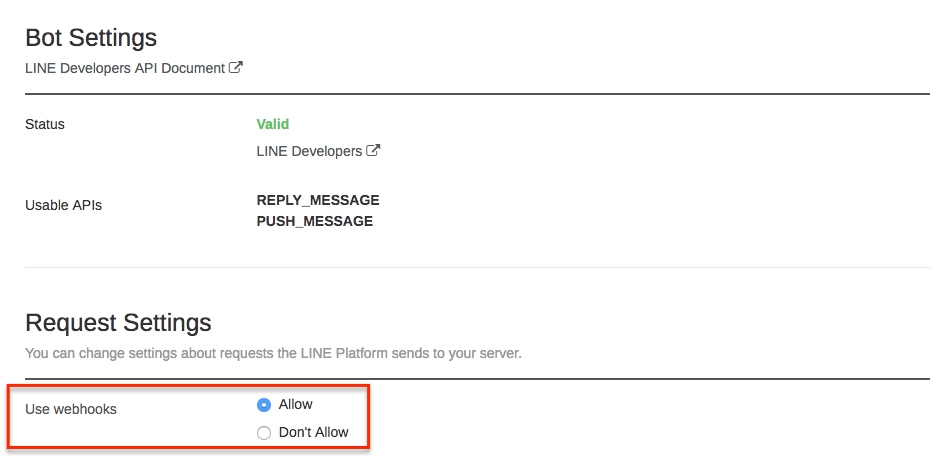 Bot Settings
LINE Developers API Document
Status
Valid
LINE Developers
Usable APIs
REPLY_MESSAGE
PUSH_MESSAGE
Request Settings
You can change settings about requests the LINE Platform sends to your server.
Use webhooks
Allow
Don't Allow